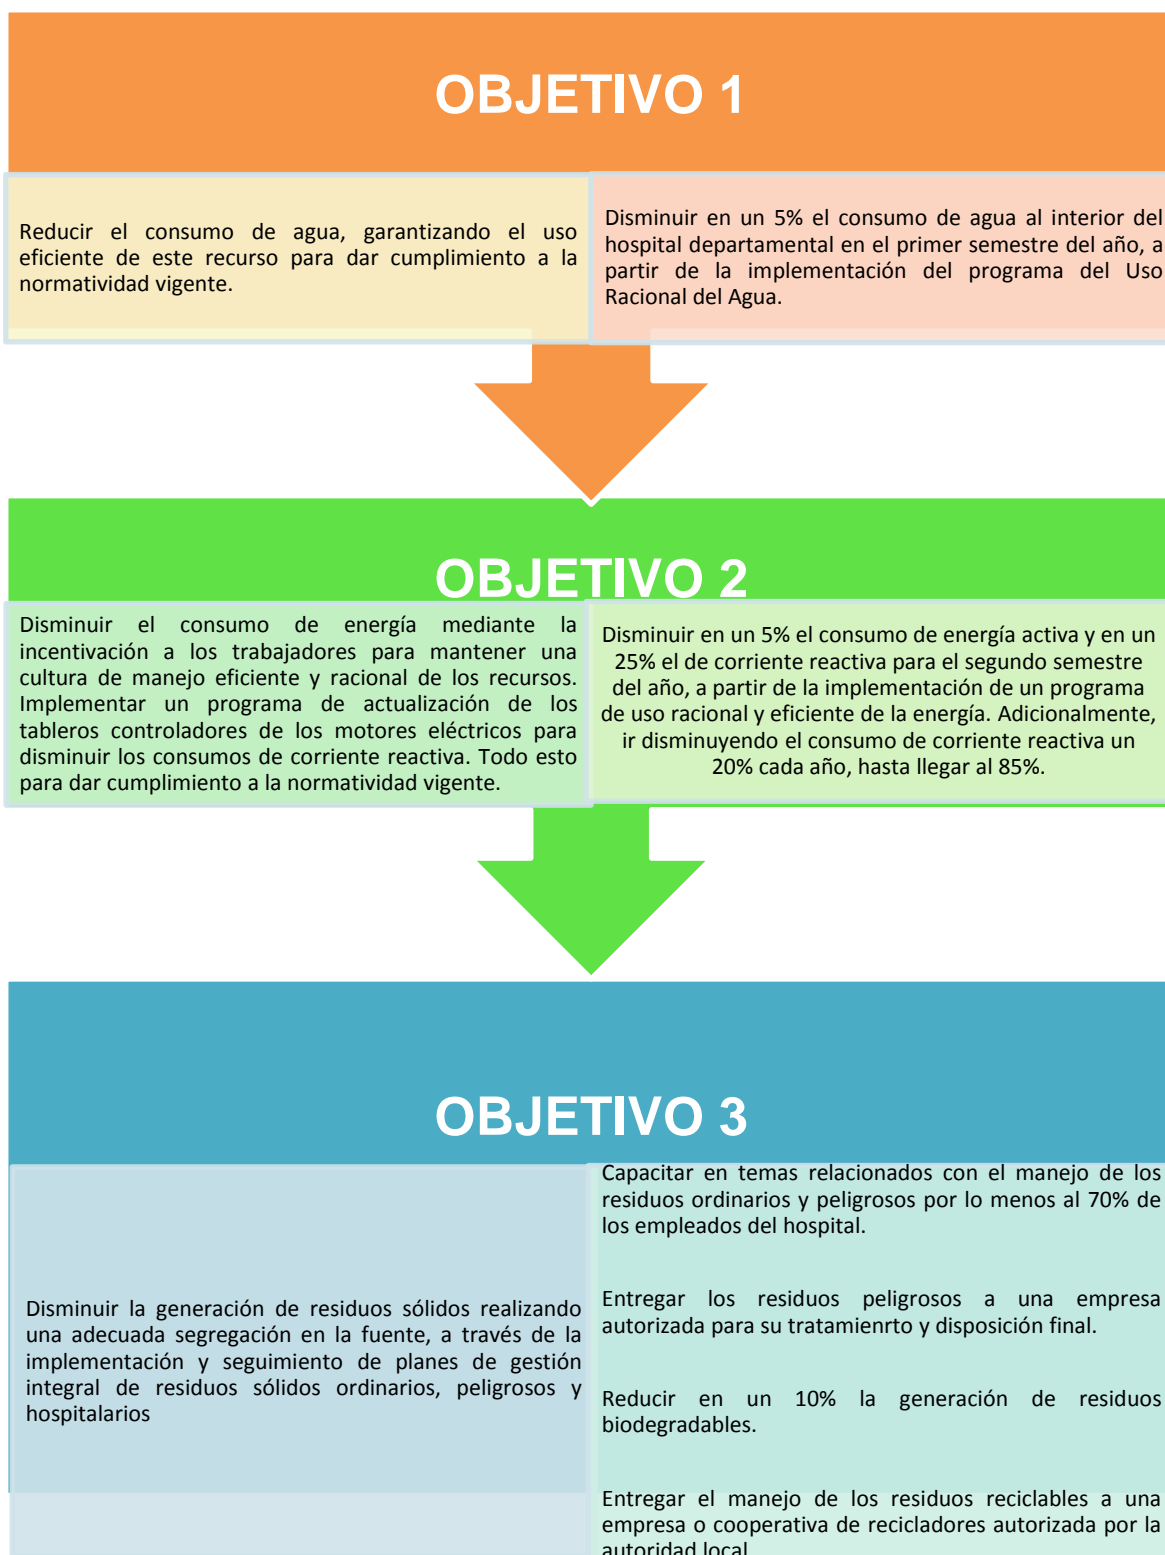 OBJETIVO 1
Reducir el consumo de agua, garantizando el uso
eficiente de este recurso para dar cumplimiento a la
normatividad vigente.
Disminuir en un 5% el consumo de agua al interior del
hospital departamental en el primer semestre del año, a
partir de la implementación del programa del Uso
Racional del Agua.
OBJETIVO 2
Disminuir el consumo de energía mediante la
incentivación a los trabajadores para mantener una
cultura de manejo eficiente y racional de los recursos.
Implementar un programa de actualización de los
tableros controladores de los motores eléctricos para
disminuir los consumos de corriente reactiva. Todo esto
para dar cumplimiento a la normatividad vigente.
Disminuir en un 5% el consumo de energía activa y en un
25% el de corriente reactiva para el segundo semestre
del año, a partir de la implementación de un programa
de uso racional y eficiente de la energía. Adicionalmente,
ir disminuyendo el consumo de corriente reactiva un
20% cada año, hasta llegar al 85%.
OBJETIVO 3
Disminuir la generación de residuos sólidos realizando
una adecuada segregación en la fuente, a través de la
implementación y seguimiento de planes de gestión
integral de residuos sólidos ordinarios, peligrosos y
hospitalarios
Capacitar en temas relacionados con el manejo de los
residuos ordinarios y peligrosos por lo menos al 70% de
los empleados del hospital.
Entregar los residuos peligrosos a una empresa
autorizada para su tratamienrto y disposición final.
Reducir en un 10% la generación de residuos
biodegradables.
Entregar el manejo de los residuos reciclables a una
empresa o cooperativa de recicladores autorizada por la
autoridad local